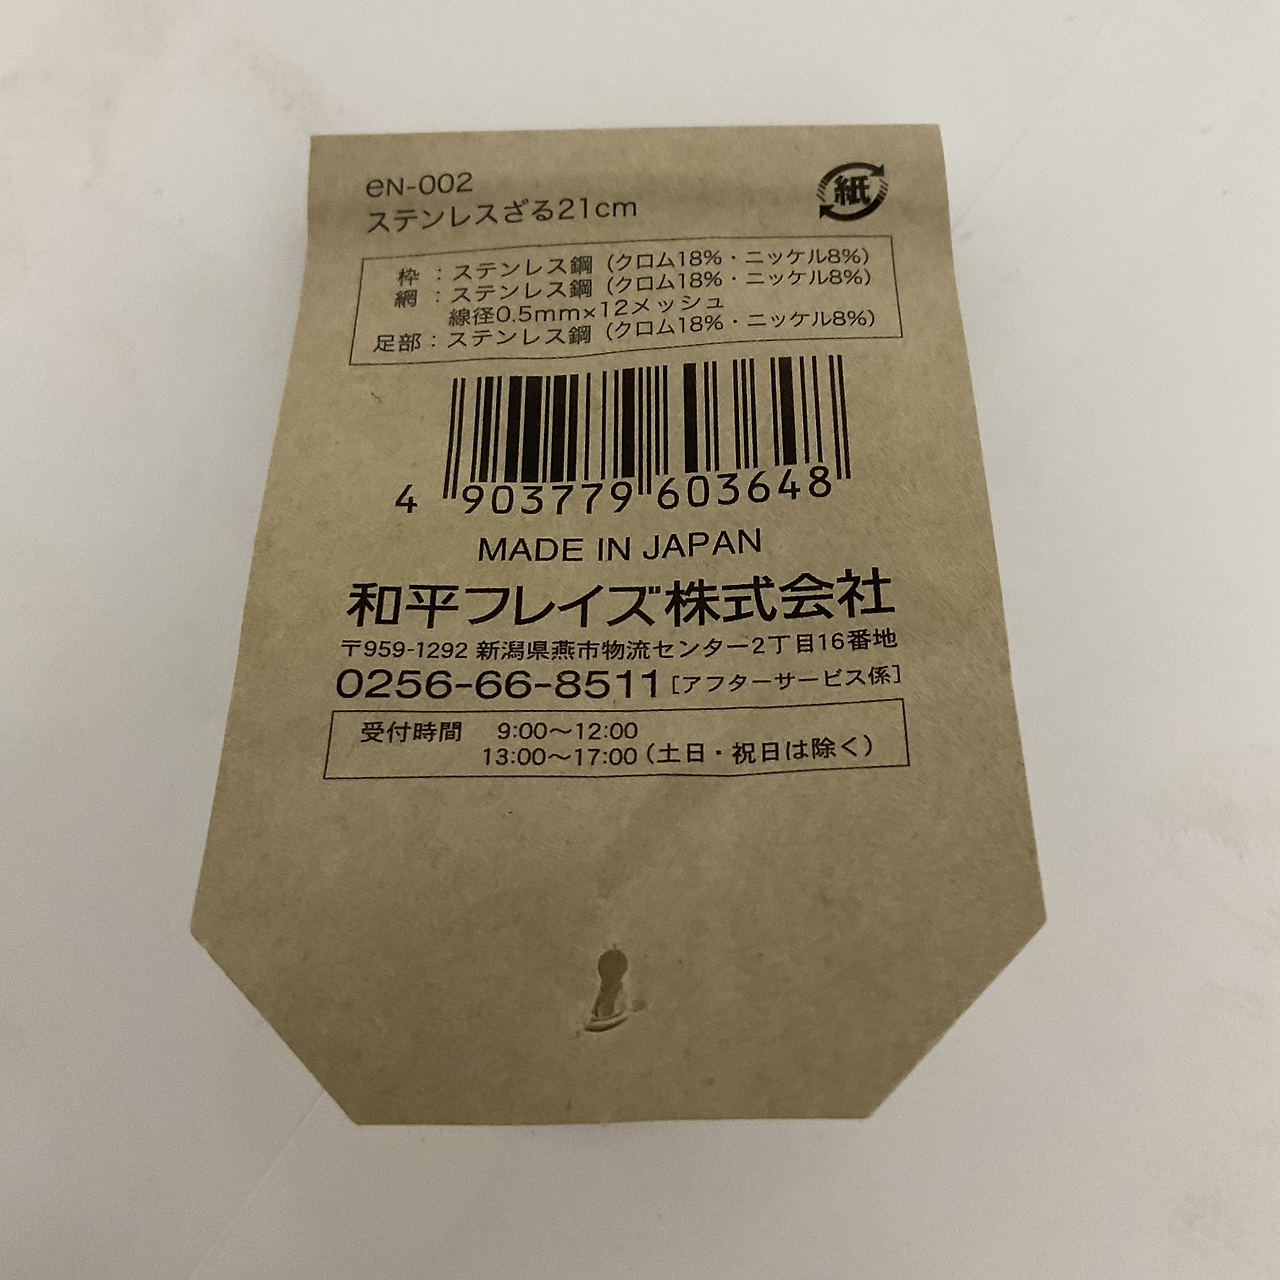 eN-002
ステンレスざる21cm
紙
枠：ステンレス鋼（クロム18%・ニッケル8%）
網：ステンレス鋼（クロム18%・ニッケル8%）
線径0.5mm×12メッシュ
足部：ステンレス鋼（クロム18%・ニッケル8%）
4 903779 603648
MADE IN JAPAN
和平フレイズ株式会社
〒959-1292 新潟県燕市物流センター2丁目16番地
0256-66-8511［アフターサービス係］
受付時間 9:00～12:00
13:00～17:00（土日・祝日は除く）